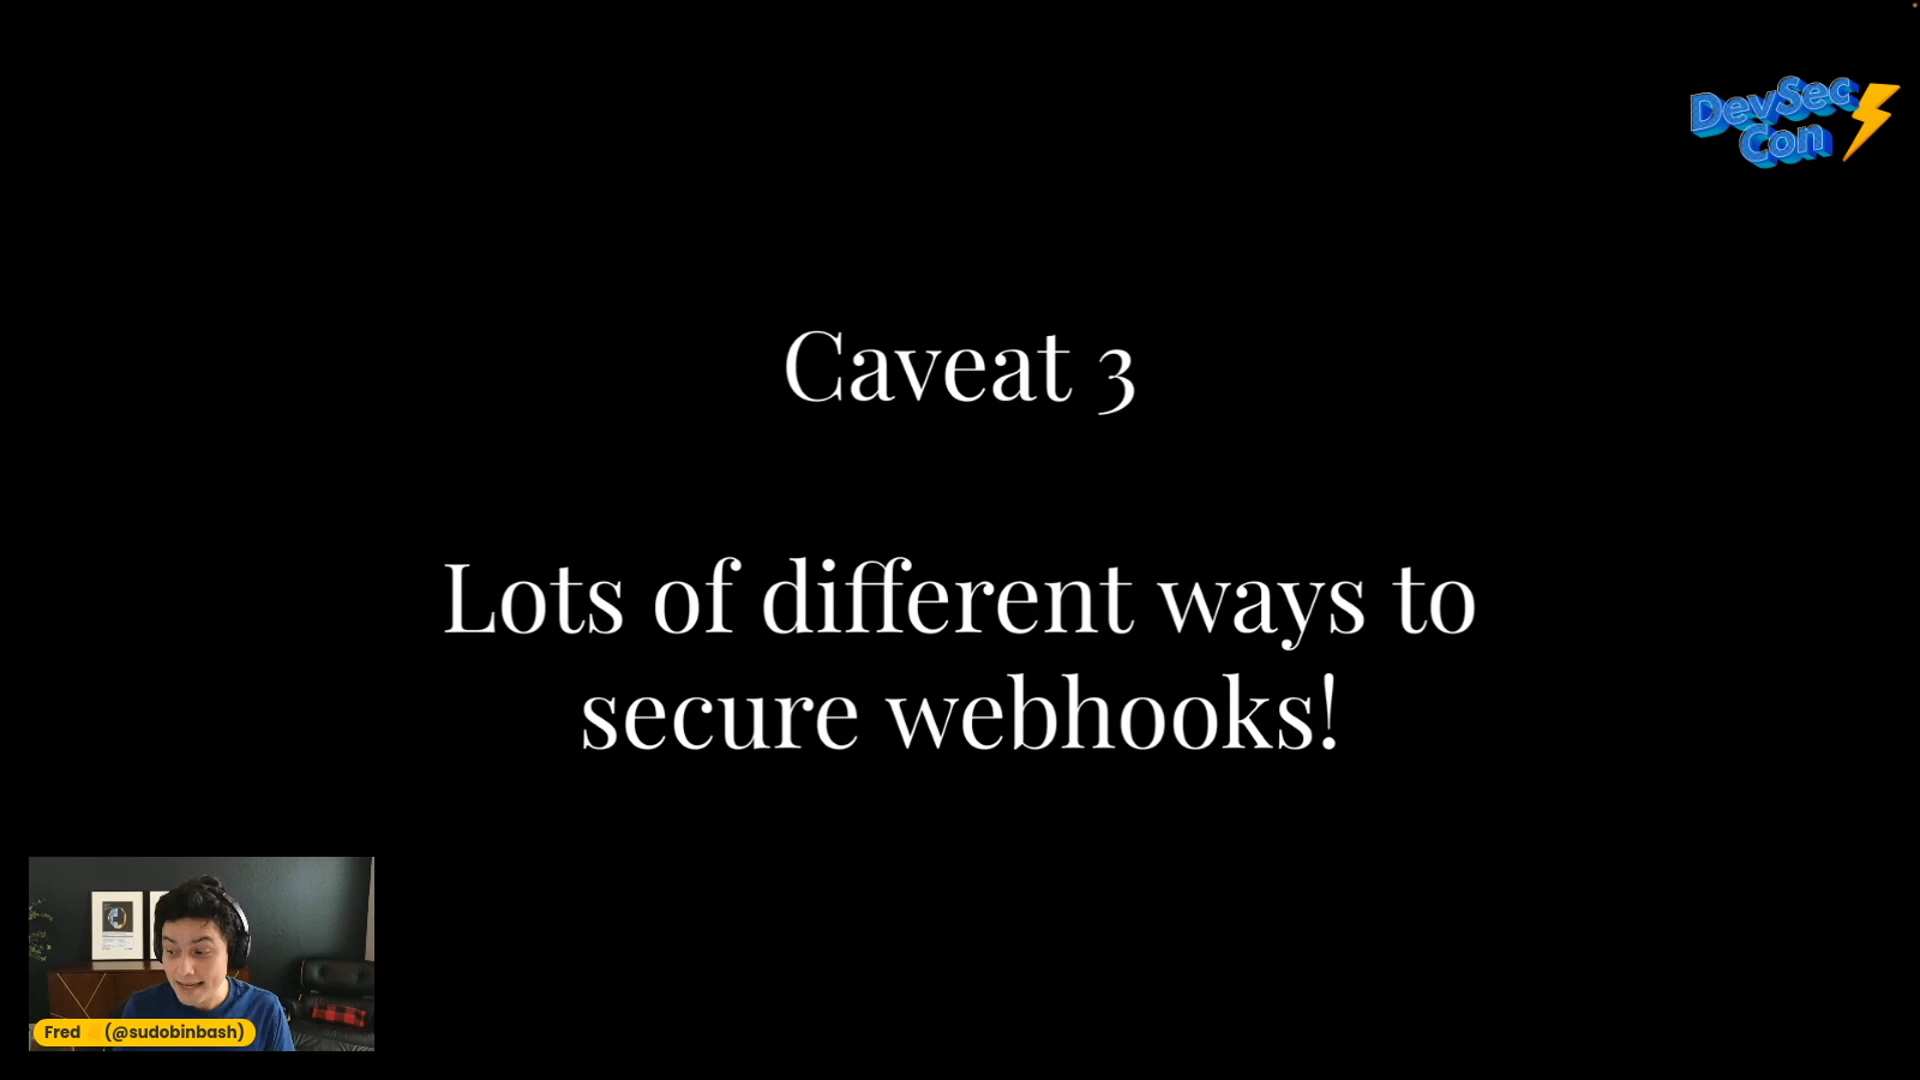 DevSec
Con
Caveat 3
Lots of different ways to
secure webhooks!
Fred 🤙 (@sudobinbash)